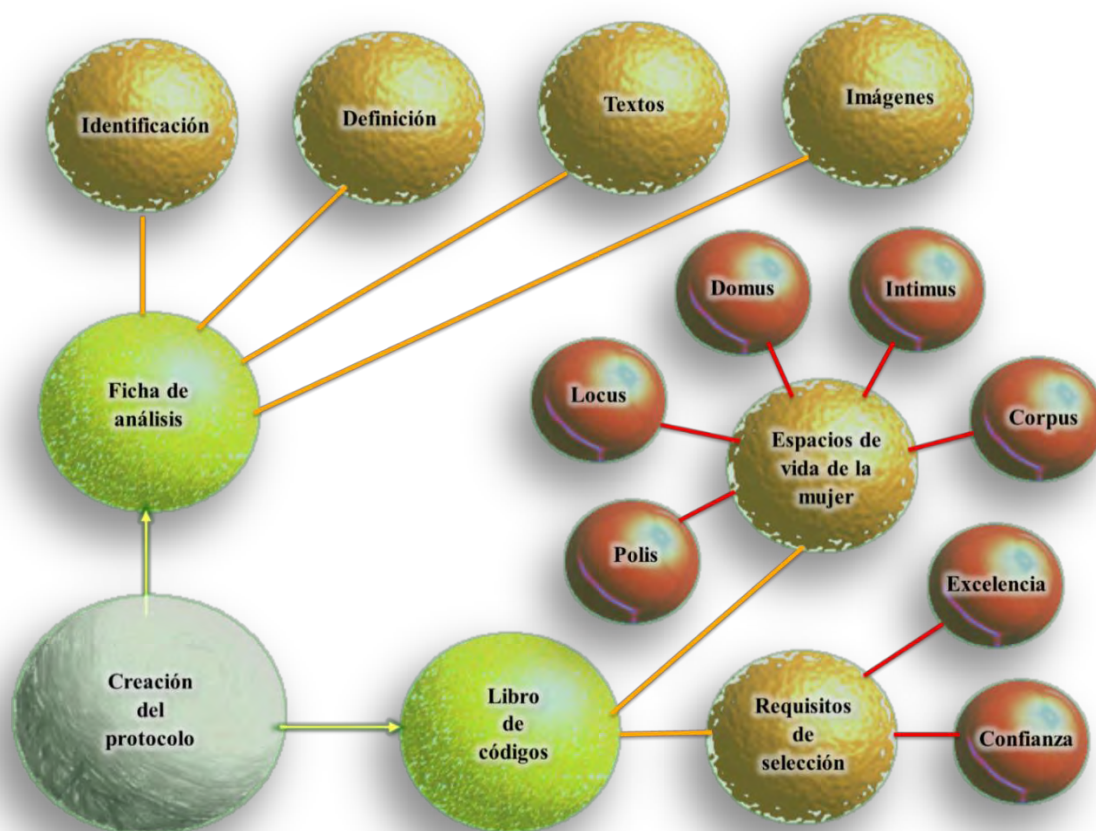 Identificación
Definición
Textos
Imágenes
Domus
Intimus
Ficha de
análisis
Locus
Corpus
Espacios de
vida de la
mujer
Polis
Excelencia
Creación
del
protocolo
Libro
de
códigos
Requisitos
de
selección
Confianza